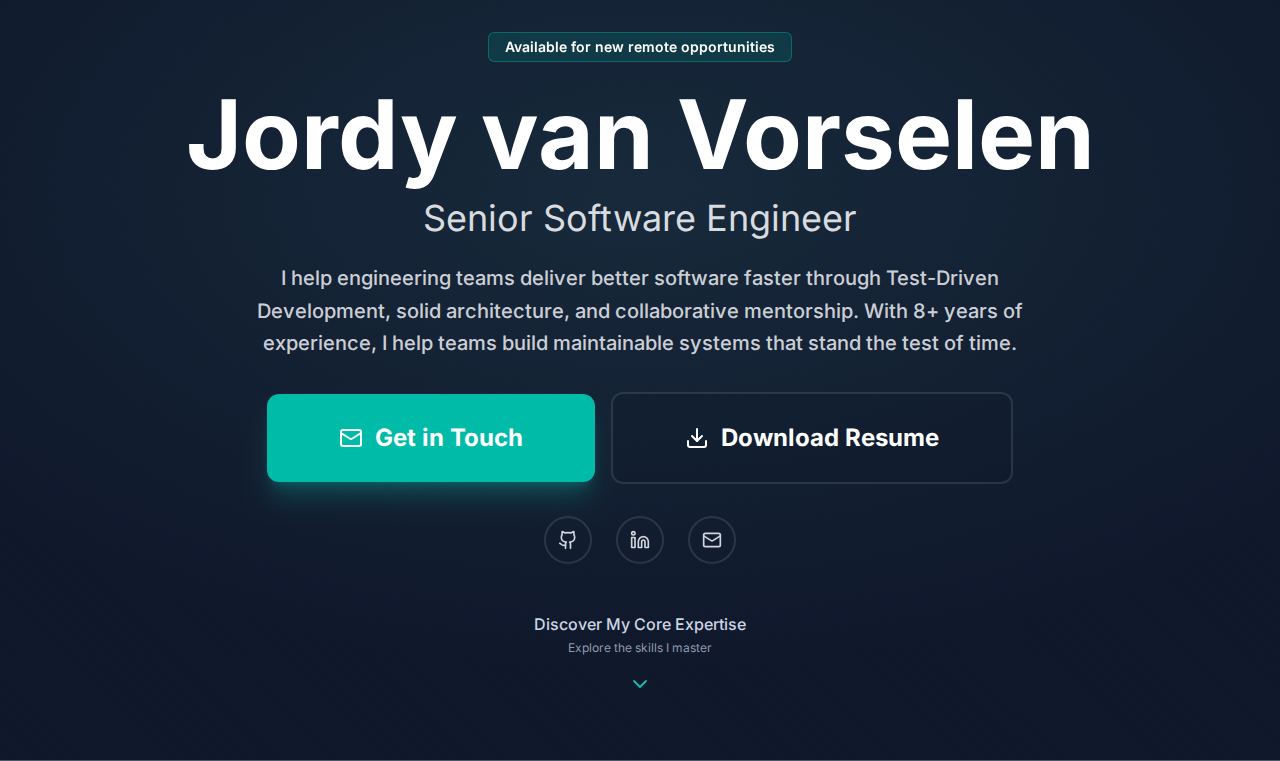 Available for new remote opportunities
Jordy van Vorselen
Senior Software Engineer
I help engineering teams deliver better software faster through Test-Driven
Development, solid architecture, and collaborative mentorship. With 8+ years of
experience, I help teams build maintainable systems that stand the test of time.
Get in Touch
Download Resume
Discover My Core Expertise
Explore the skills I master